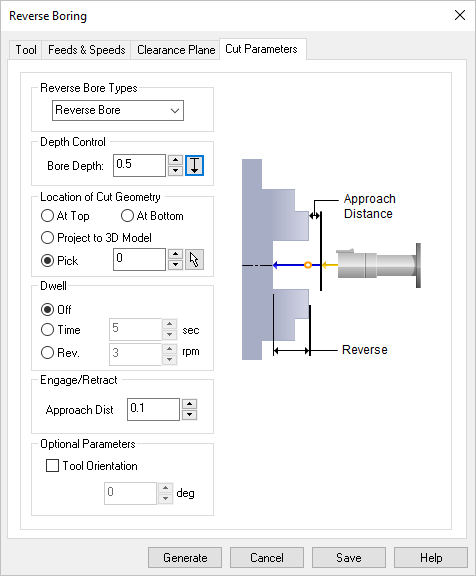 Reverse Boring
Tool Feeds & Speeds Clearance Plane Cut Parameters
Reverse Bore Types
Reverse Bore
Depth Control
Bore Depth: 0.5
Location of Cut Geometry
At Top At Bottom
Project to 3D Model
Pick 0
Dwell
Off
Time 5 sec
Rev. 3 rpm
Engage/Retract
Approach Dist 0.1
Optional Parameters
Tool Orientation
0 deg
Approach
Distance
Reverse
Generate Cancel Save Help